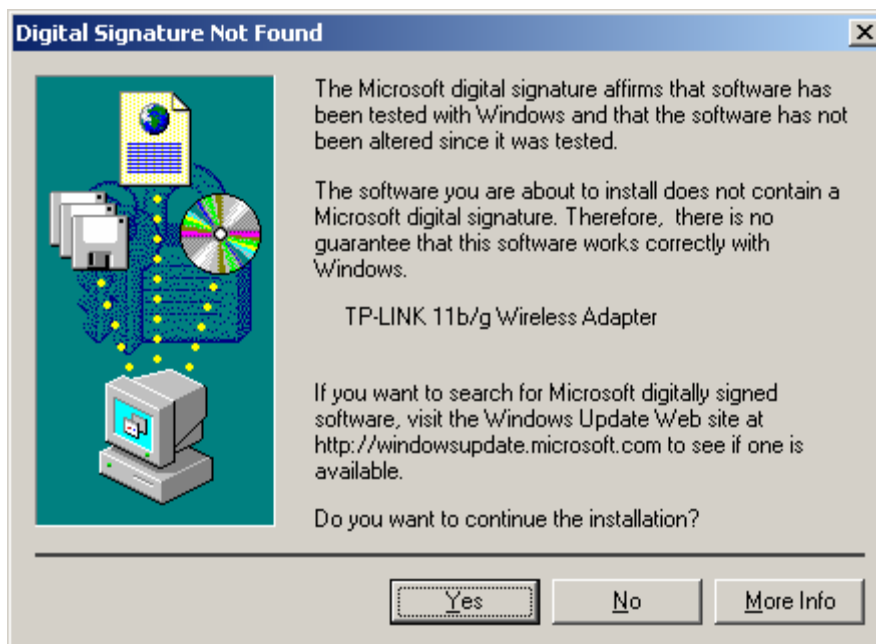 Digital Signature Not Found
The Microsoft digital signature affirms that software has
been tested with Windows and that the software has not
been altered since it was tested.
The software you are about to install does not contain a
Microsoft digital signature. Therefore,  there is no
guarantee that this software works correctly with
Windows.
TP-LINK 11b/g Wireless Adapter
If you want to search for Microsoft digitally signed
software, visit the Windows Update Web site at
http://windowsupdate.microsoft.com to see if one is
available.
Do you want to continue the installation?
Yes
No
More Info